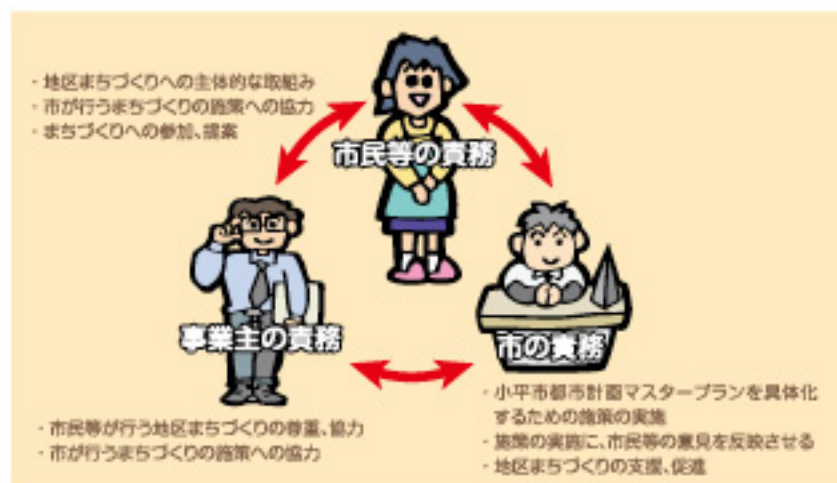 ・地区まちづくりへの主体的な取組み
・市が行うまちづくりの施策への協力
・まちづくりへの参加、提案
市民等の責務
事業主の責務
市の責務
・市民等が行う地区まちづくりの尊重、協力
・市が行うまちづくりの施策への協力
・小平市都市計画マスタープランを具体化
するための施策の実施
・施策の実施に、市民等の意見を反映させる
・地区まちづくりの支援、促進